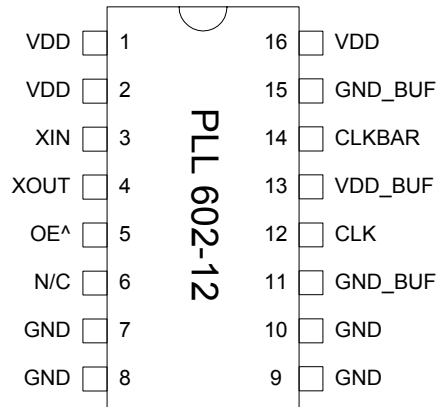 VDD 1 16 VDD
VDD 2 15 GND_BUF
XIN 3 14 CLKBAR
XOUT 4 13 VDD_BUF
OE^ 5 12 CLK
N/C 6 11 GND_BUF
GND 7 10 GND
GND 8 9 GND
PLL 602-12